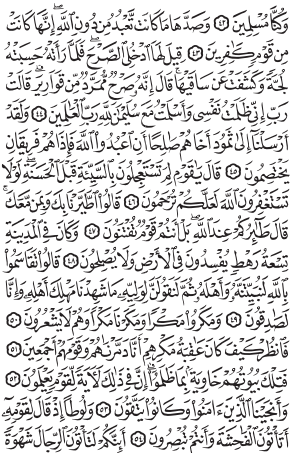 وَكُنَّا مُسْلِمِينَ ﴿٤٢﴾ وَصَدَّهَا مَا كَانَت تَّعْبُدُ مِن دُونِ ٱللَّهِ ۖ إِنَّهَا كَانَتْ
مِن قَوْمٍ كَـٰفِرِينَ ﴿٤٣﴾ قِيلَ لَهَا ٱدْخُلِى ٱلصَّرْحَ ۖ فَلَمَّا رَأَتْهُ حَسِبَتْهُ
لُجَّةً وَكَشَفَتْ عَن سَاقَيْهَا ۚ قَالَ إِنَّهُۥ صَرْحٌ مُّمَرَّدٌ مِّن قَوَارِيرَ ۗ قَالَتْ
رَبِّ إِنِّى ظَلَمْتُ نَفْسِى وَأَسْلَمْتُ مَعَ سُلَيْمَـٰنَ لِلَّهِ رَبِّ ٱلْعَـٰلَمِينَ ﴿٤٤﴾ وَلَقَدْ
أَرْسَلْنَآ إِلَىٰ ثَمُودَ أَخَاهُمْ صَـٰلِحًا أَنِ ٱعْبُدُوا۟ ٱللَّهَ فَإِذَا هُمْ فَرِيقَانِ
يَخْتَصِمُونَ ﴿٤٥﴾ قَالَ يَـٰقَوْمِ لِمَ تَسْتَعْجِلُونَ بِٱلسَّيِّئَةِ قَبْلَ ٱلْحَسَنَةِ ۖ لَوْلَا
تَسْتَغْفِرُونَ ٱللَّهَ لَعَلَّكُمْ تُرْحَمُونَ ﴿٤٦﴾ قَالُوا۟ ٱطَّيَّرْنَا بِكَ وَبِمَن مَّعَكَ ۚ
قَالَ طَـٰٓئِرُكُمْ عِندَ ٱللَّهِ ۖ بَلْ أَنتُمْ قَوْمٌ تُفْتَنُونَ ﴿٤٧﴾ وَكَانَ فِى ٱلْمَدِينَةِ
تِسْعَةُ رَهْطٍ يُفْسِدُونَ فِى ٱلْأَرْضِ وَلَا يُصْلِحُونَ ﴿٤٨﴾ قَالُوا۟ تَقَاسَمُوا۟
بِٱللَّهِ لَنُبَيِّتَنَّهُۥ وَأَهْلَهُۥ ثُمَّ لَنَقُولَنَّ لِوَلِيِّهِۦ مَا شَهِدْنَا مَهْلِكَ أَهْلِهِۦ وَإِنَّا
لَصَـٰدِقُونَ ﴿٤٩﴾ وَمَكَرُوا۟ مَكْرًا وَمَكَرْنَا مَكْرًا وَهُمْ لَا يَشْعُرُونَ ﴿٥٠﴾
فَٱنظُرْ كَيْفَ كَانَ عَـٰقِبَةُ مَكْرِهِمْ أَنَّا دَمَّرْنَـٰهُمْ وَقَوْمَهُمْ أَجْمَعِينَ ﴿٥١﴾
فَتِلْكَ بُيُوتُهُمْ خَاوِيَةًۢ بِمَا ظَلَمُوٓا۟ ۗ إِنَّ فِى ذَٰلِكَ لَـَٔايَةً لِّقَوْمٍ يَعْلَمُونَ ﴿٥٢﴾
وَأَنجَيْنَا ٱلَّذِينَ ءَامَنُوا۟ وَكَانُوا۟ يَتَّقُونَ ﴿٥٣﴾ وَلُوطًا إِذْ قَالَ لِقَوْمِهِۦٓ
أَتَأْتُونَ ٱلْفَـٰحِشَةَ وَأَنتُمْ تُبْصِرُونَ ﴿٥٤﴾ أَئِنَّكُمْ لَتَأْتُونَ ٱلرِّجَالَ شَهْوَةً